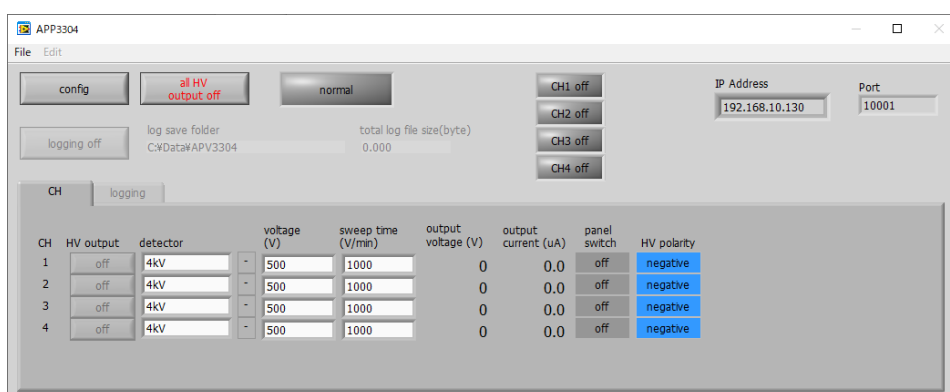 APP3304
File Edit
config
all HV
output off
normal
CH1 off
CH2 off
CH3 off
CH4 off
IP Address
192.168.10.130
Port
10001
logging off
log save folder
C:¥Data¥APV3304
total log file size(byte)
0.000
CH logging
CH HV output detector voltage (V) sweep time (V/min) output voltage (V) output current (uA) panel switch HV polarity
1 off 4kV - 500 1000 0 0.0 off negative
2 off 4kV - 500 1000 0 0.0 off negative
3 off 4kV - 500 1000 0 0.0 off negative
4 off 4kV - 500 1000 0 0.0 off negative